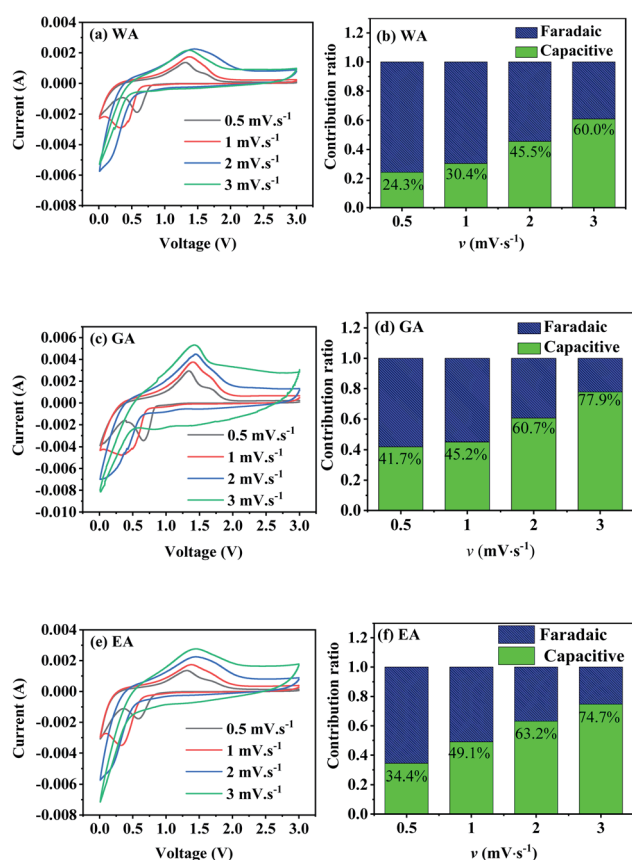 (a) WA
Current (A)
0.004
0.002
0.000
-0.002
-0.004
-0.006
-0.008
0.5 mV.s-1
1 mV.s-1
2 mV.s-1
3 mV.s-1
0.0 0.5 1.0 1.5 2.0 2.5 3.0
Voltage (V)
(b) WA
Faradaic
Capacitive
Contribution ratio
1.2
1.0
0.8
0.6
0.4
0.2
0.0
24.3%
30.4%
45.5%
60.0%
0.5 1 2 3
v (mV·s-1)
(c) GA
Current (A)
0.006
0.004
0.002
0.000
-0.002
-0.004
-0.006
-0.008
-0.010
0.5 mV.s-1
1 mV.s-1
2 mV.s-1
3 mV.s-1
0.0 0.5 1.0 1.5 2.0 2.5 3.0
Voltage (V)
(d) GA
Faradaic
Capacitive
Contribution ratio
1.2
1.0
0.8
0.6
0.4
0.2
0.0
41.7%
45.2%
60.7%
77.9%
0.5 1 2 3
v (mV·s-1)
(e) EA
Current (A)
0.004
0.002
0.000
-0.002
-0.004
-0.006
-0.008
0.5 mV.s-1
1 mV.s-1
2 mV.s-1
3 mV.s-1
0.0 0.5 1.0 1.5 2.0 2.5 3.0
Voltage (V)
(f) EA
Faradaic
Capacitive
Contribution ratio
1.0
0.8
0.6
0.4
0.2
0.0
34.4%
49.1%
63.2%
74.7%
0.5 1 2 3
v (mV·s-1)